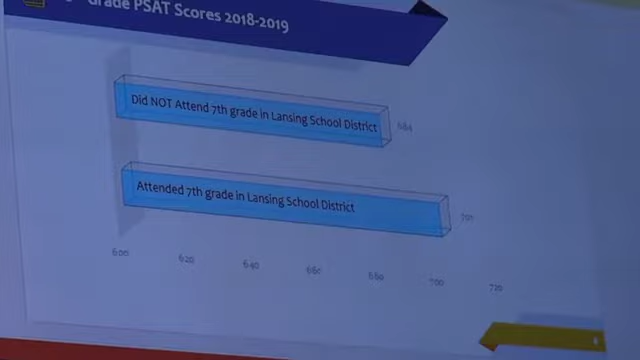 Grade PSAT Scores 2018-2019
Did NOT Attend 7th grade in Lansing School District
684
Attended 7th grade in Lansing School District
701
600 620 640 660 680 700 720